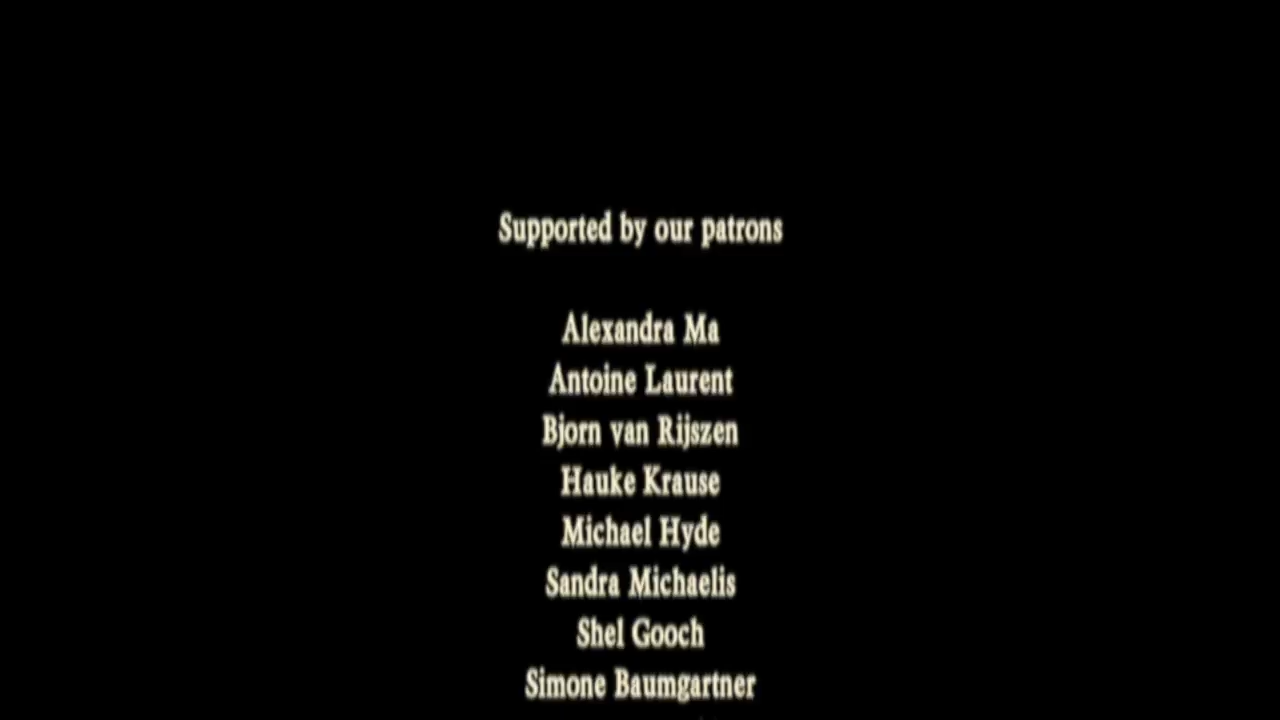 Supported by our patrons
Alexandra Ma
Antoine Laurent
Bjorn van Rijszen
Hauke Krause
Michael Hyde
Sandra Michaelis
Shel Gooch
Simone Baumgartner